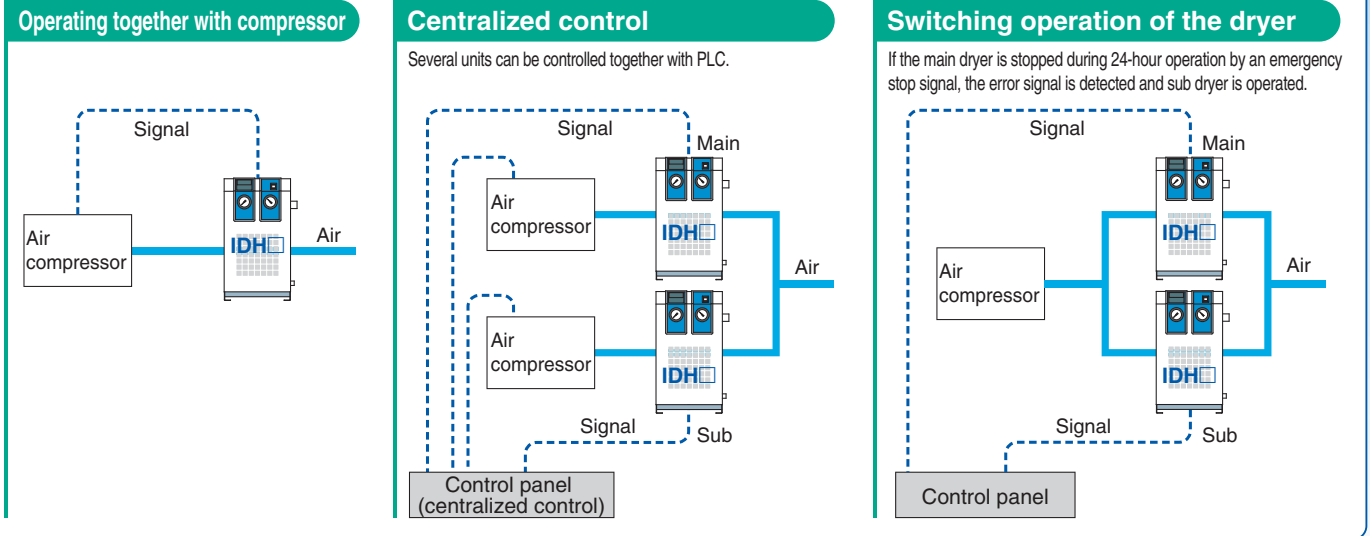 Operating together with compressor
Signal
Air
compressor
IDH□
Air
Centralized control
Several units can be controlled together with PLC.
Signal
Main
Air
compressor
IDH□
Air
Air
compressor
IDH□
Signal
Sub
Control panel
(centralized control)
Switching operation of the dryer
If the main dryer is stopped during 24-hour operation by an emergency
stop signal, the error signal is detected and sub dryer is operated.
Signal
Main
IDH□
Air
compressor
Air
IDH□
Signal
Sub
Control panel